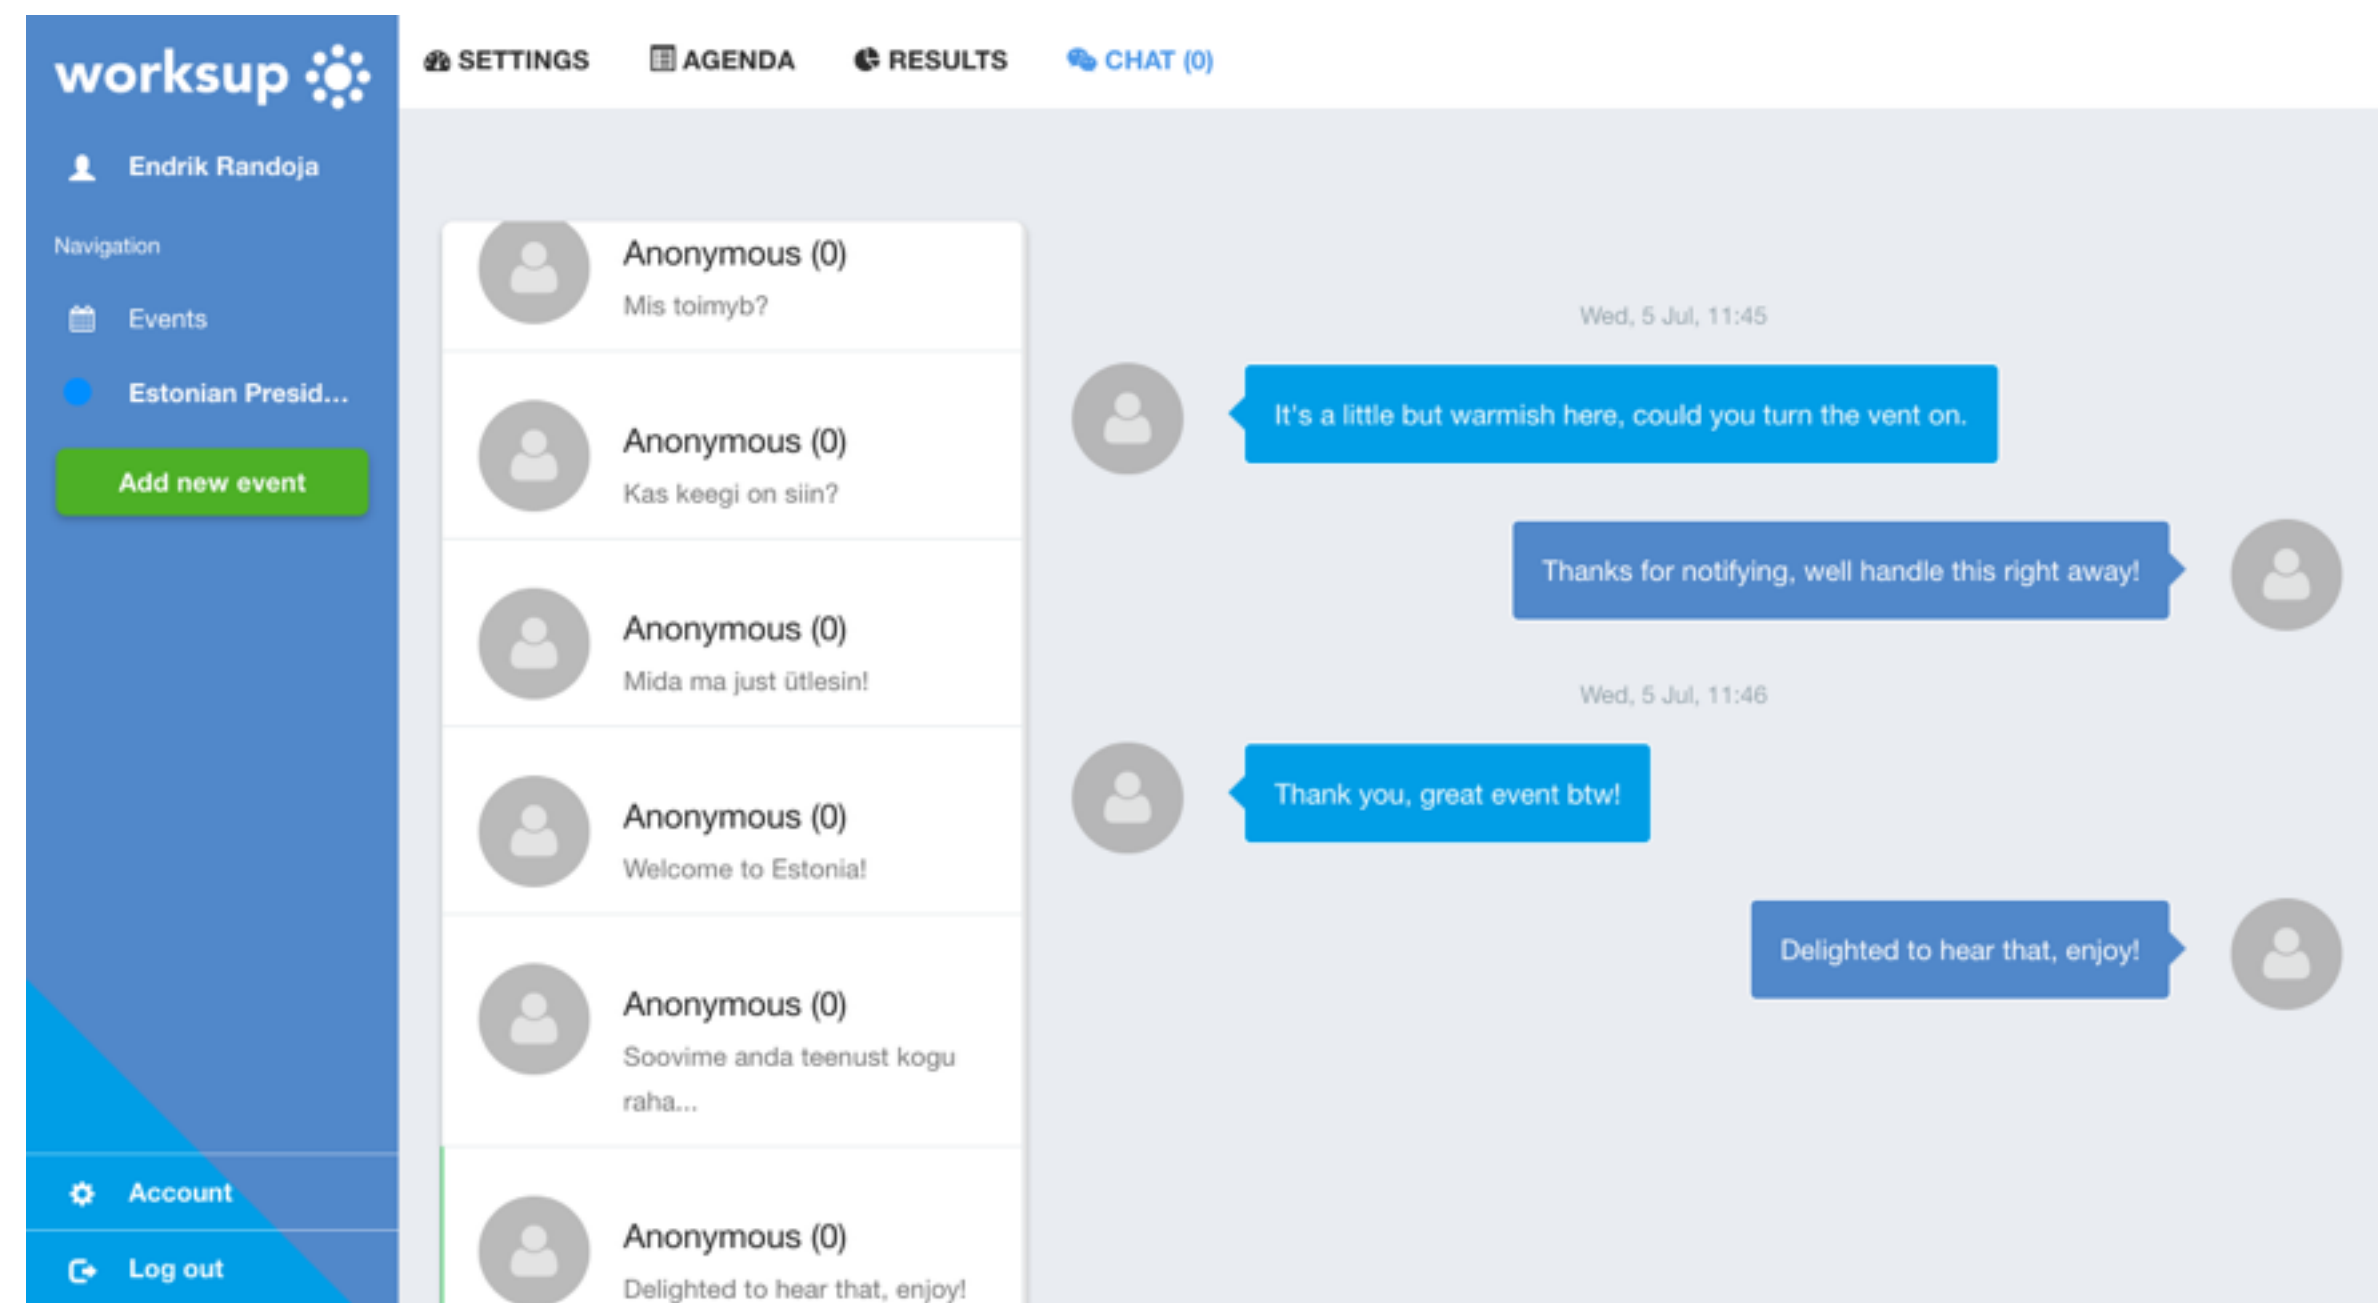 worksup
Endrik Randoja
Navigation
Events
Estonian Presid...
Add new event
Account
Log out
SETTINGS
AGENDA
RESULTS
CHAT (0)
Anonymous (0)
Mis toimyb?
Anonymous (0)
Kas keegi on siin?
Anonymous (0)
Mida ma just ütlesin!
Anonymous (0)
Welcome to Estonia!
Anonymous (0)
Soovime anda teenust kogu
raha...
Anonymous (0)
Delighted to hear that, enjoy!
Wed, 5 Jul, 11:45
It's a little but warmish here, could you turn the vent on.
Thanks for notifying, well handle this right away!
Wed, 5 Jul, 11:46
Thank you, great event btw!
Delighted to hear that, enjoy!